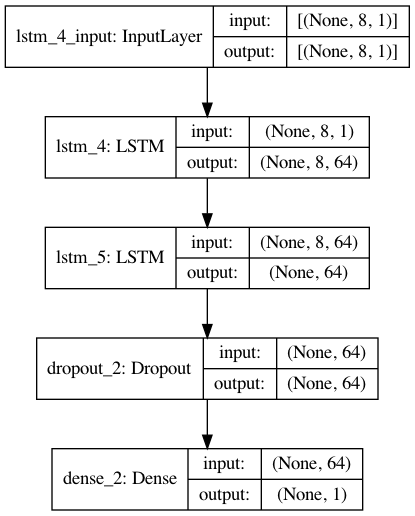 lstm_4_input: InputLayer
input: [(None, 8, 1)]
output: [(None, 8, 1)]
lstm_4: LSTM
input: (None, 8, 1)
output: (None, 8, 64)
lstm_5: LSTM
input: (None, 8, 64)
output: (None, 64)
dropout_2: Dropout
input: (None, 64)
output: (None, 64)
dense_2: Dense
input: (None, 64)
output: (None, 1)